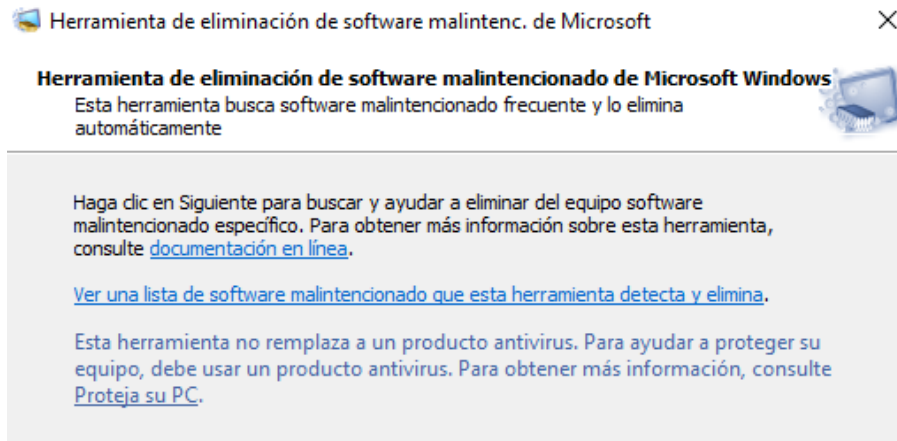 Herramienta de eliminación de software malintenc. de Microsoft
Herramienta de eliminación de software malintencionado de Microsoft Windows
Esta herramienta busca software malintencionado frecuente y lo elimina
automáticamente
Haga clic en Siguiente para buscar y ayudar a eliminar del equipo software
malintencionado específico. Para obtener más información sobre esta herramienta,
consulte documentación en línea.
Ver una lista de software malintencionado que esta herramienta detecta y elimina.
Esta herramienta no remplaza a un producto antivirus. Para ayudar a proteger su
equipo, debe usar un producto antivirus. Para obtener más información, consulte
Proteja su PC.